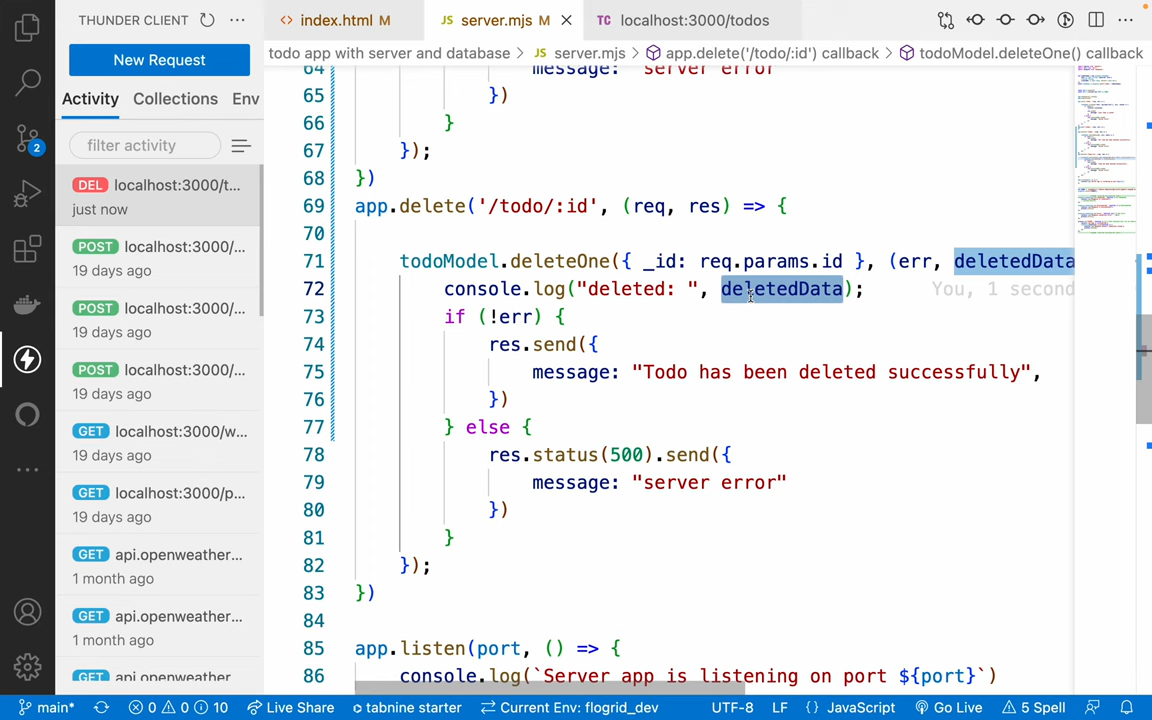 THUNDER CLIENT
New Request
Activity Collections Env
filter activity
DEL localhost:3000/t...
just now
POST localhost:3000/...
19 days ago
POST localhost:3000/...
19 days ago
POST localhost:3000/...
19 days ago
GET localhost:3000/w...
19 days ago
GET localhost:3000/p...
19 days ago
GET api.openweather...
1 month ago
GET api.openweather...
1 month ago
GET api.openweather...
2
index.html M
JS server.mjs M
TC localhost:3000/todos
todo app with server and database > JS server.mjs > app.delete('/todo/:id') callback > todoModel.deleteOne() callback
64 message: "server error"
65 })
66 }
67 });
68 })
69 app.delete('/todo/:id', (req, res) => {
70
71 todoModel.deleteOne({ _id: req.params.id }, (err, deletedData
72 console.log("deleted: ", deletedData); You, 1 second
73 if (!err) {
74 res.send({
75 message: "Todo has been deleted successfully",
76 })
77 } else {
78 res.status(500).send({
79 message: "server error"
80 })
81 }
82 });
83 })
84
85 app.listen(port, () => {
86 console.log(`Server app is listening on port ${port}`)
main* 0 0 10 Live Share tabnine starter Current Env: flogrid_dev UTF-8 LF {} JavaScript Go Live 5 Spell